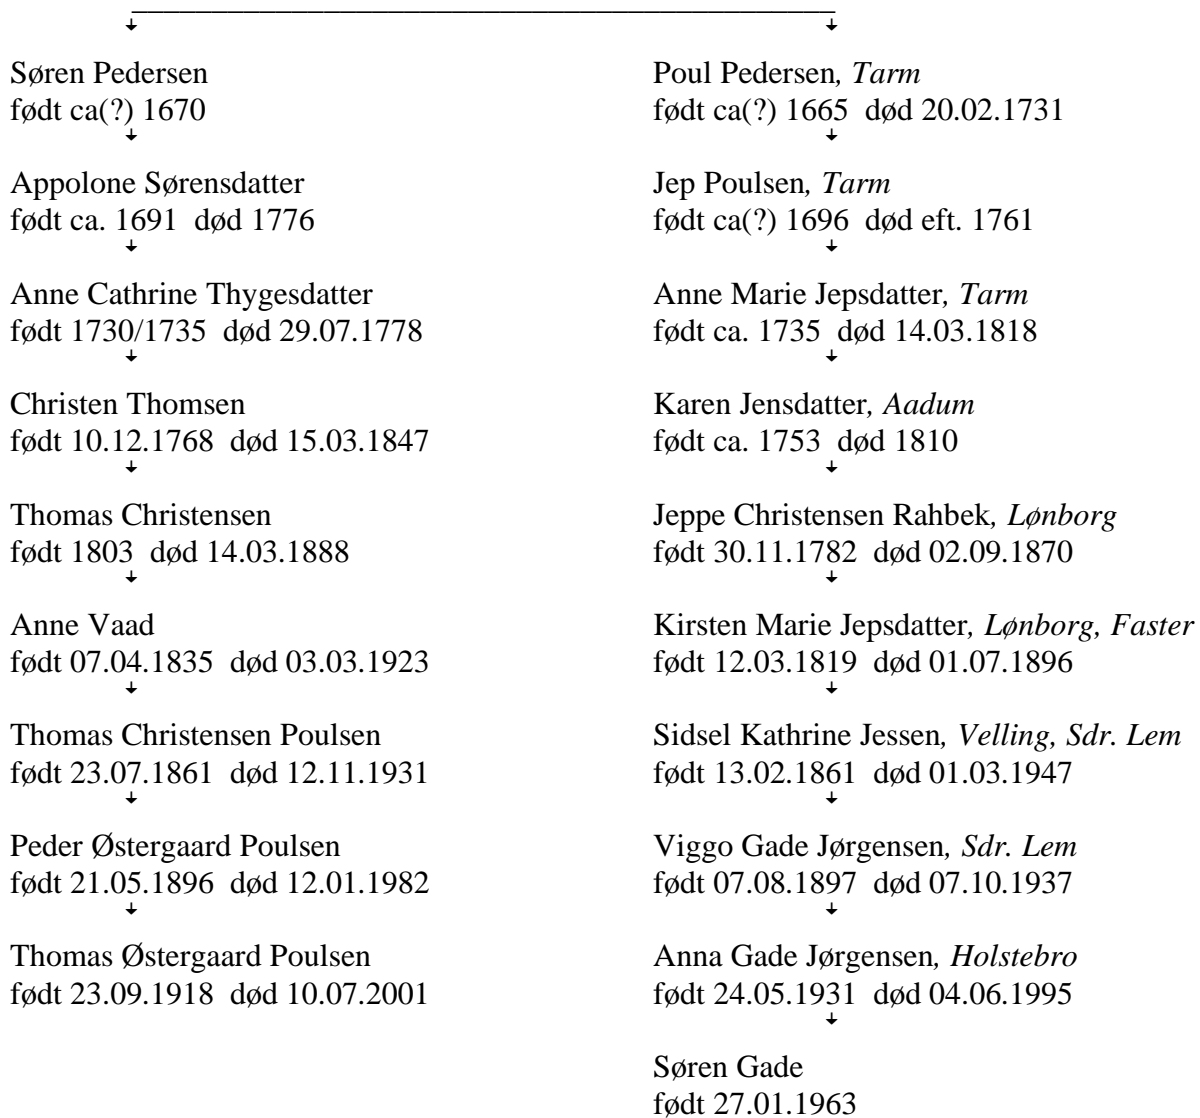 Søren Pedersen
født ca(?) 1670
Appolone Sørensdatter
født ca. 1691 død 1776
Anne Cathrine Thygesdatter
født 1730/1735 død 29.07.1778
Christen Thomsen
født 10.12.1768 død 15.03.1847
Thomas Christensen
født 1803 død 14.03.1888
Anne Vaad
født 07.04.1835 død 03.03.1923
Thomas Christensen Poulsen
født 23.07.1861 død 12.11.1931
Peder Østergaard Poulsen
født 21.05.1896 død 12.01.1982
Thomas Østergaard Poulsen
født 23.09.1918 død 10.07.2001
Poul Pedersen, Tarm
født ca(?) 1665 død 20.02.1731
Jep Poulsen, Tarm
født ca(?) 1696 død eft. 1761
Anne Marie Jepsdatter, Tarm
født ca. 1735 død 14.03.1818
Karen Jensdatter, Aadum
født ca. 1753 død 1810
Jeppe Christensen Rahbek, Lønborg
født 30.11.1782 død 02.09.1870
Kirsten Marie Jepsdatter, Lønborg, Faster
født 12.03.1819 død 01.07.1896
Sidsel Kathrine Jessen, Velling, Sdr. Lem
født 13.02.1861 død 01.03.1947
Viggo Gade Jørgensen, Sdr. Lem
født 07.08.1897 død 07.10.1937
Anna Gade Jørgensen, Holstebro
født 24.05.1931 død 04.06.1995
Søren Gade
født 27.01.1963